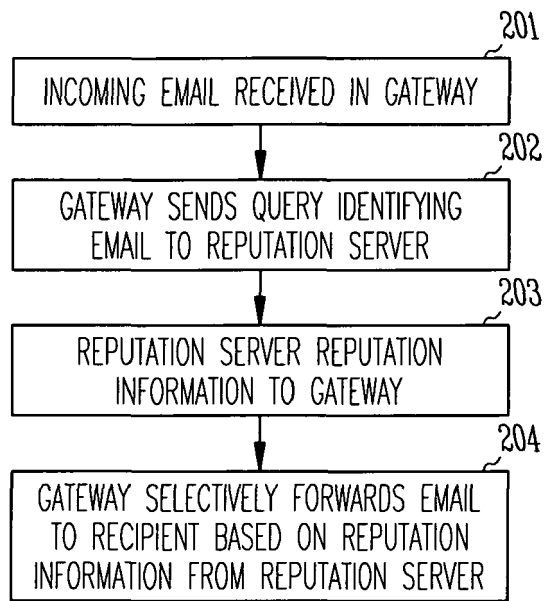 201
INCOMING EMAIL RECEIVED IN GATEWAY
202
GATEWAY SENDS QUERY IDENTIFYING
EMAIL TO REPUTATION SERVER
203
REPUTATION SERVER REPUTATION
INFORMATION TO GATEWAY
204
GATEWAY SELECTIVELY FORWARDS EMAIL
TO RECIPIENT BASED ON REPUTATION
INFORMATION FROM REPUTATION SERVER